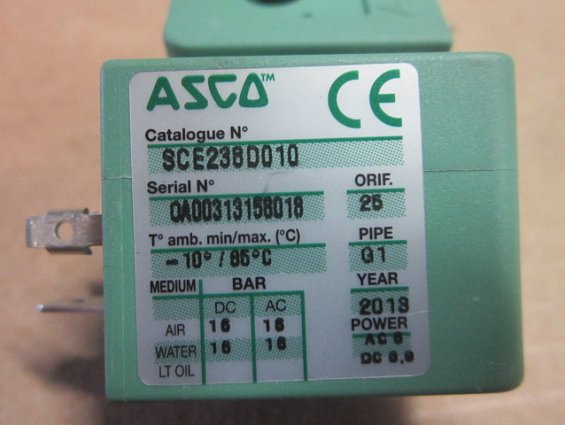 ASCO™ CE
Catalogue N°
SCE238D010
Serial N° ORIF.
0A00313158018 25
T° amb. min/max. (°C) PIPE
-10° / 85°C G1
MEDIUM BAR YEAR
DC AC 2013
AIR 16 16 POWER
WATER 16 16 AC 6
LT OIL DC 6,9